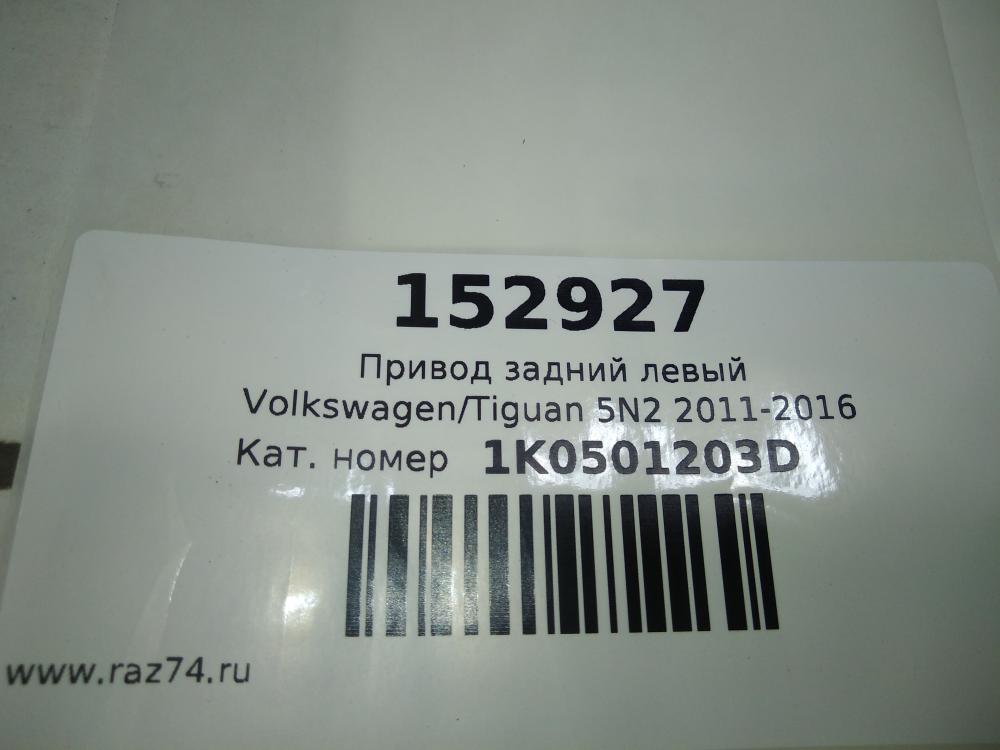 152927
Привод задний левый
Volkswagen/Tiguan 5N2 2011-2016
Кат. номер 1K0501203D
www.raz74.ru